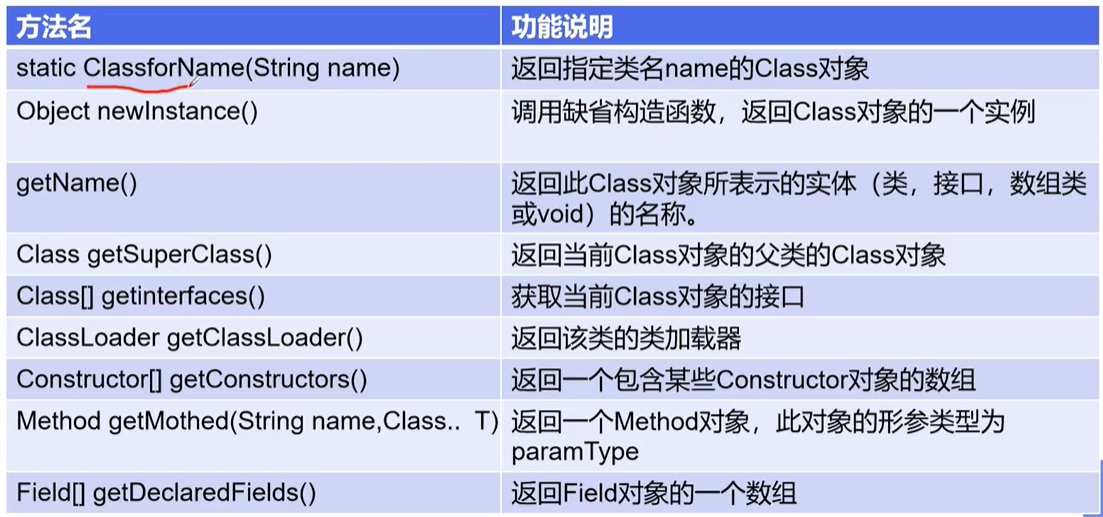 方法名 功能说明
static ClassforName(String name) 返回指定类名name的Class对象
Object newInstance() 调用缺省构造函数，返回Class对象的一个实例
getName() 返回此Class对象所表示的实体（类，接口，数组类
或void）的名称。
Class getSuperClass() 返回当前Class对象的父类的Class对象
Class[] getinterfaces() 获取当前Class对象的接口
ClassLoader getClassLoader() 返回该类的类加载器
Constructor[] getConstructors() 返回一个包含某些Constructor对象的数组
Method getMothed(String name,Class.. T) 返回一个Method对象，此对象的形参类型为
paramType
Field[] getDeclaredFields() 返回Field对象的一个数组